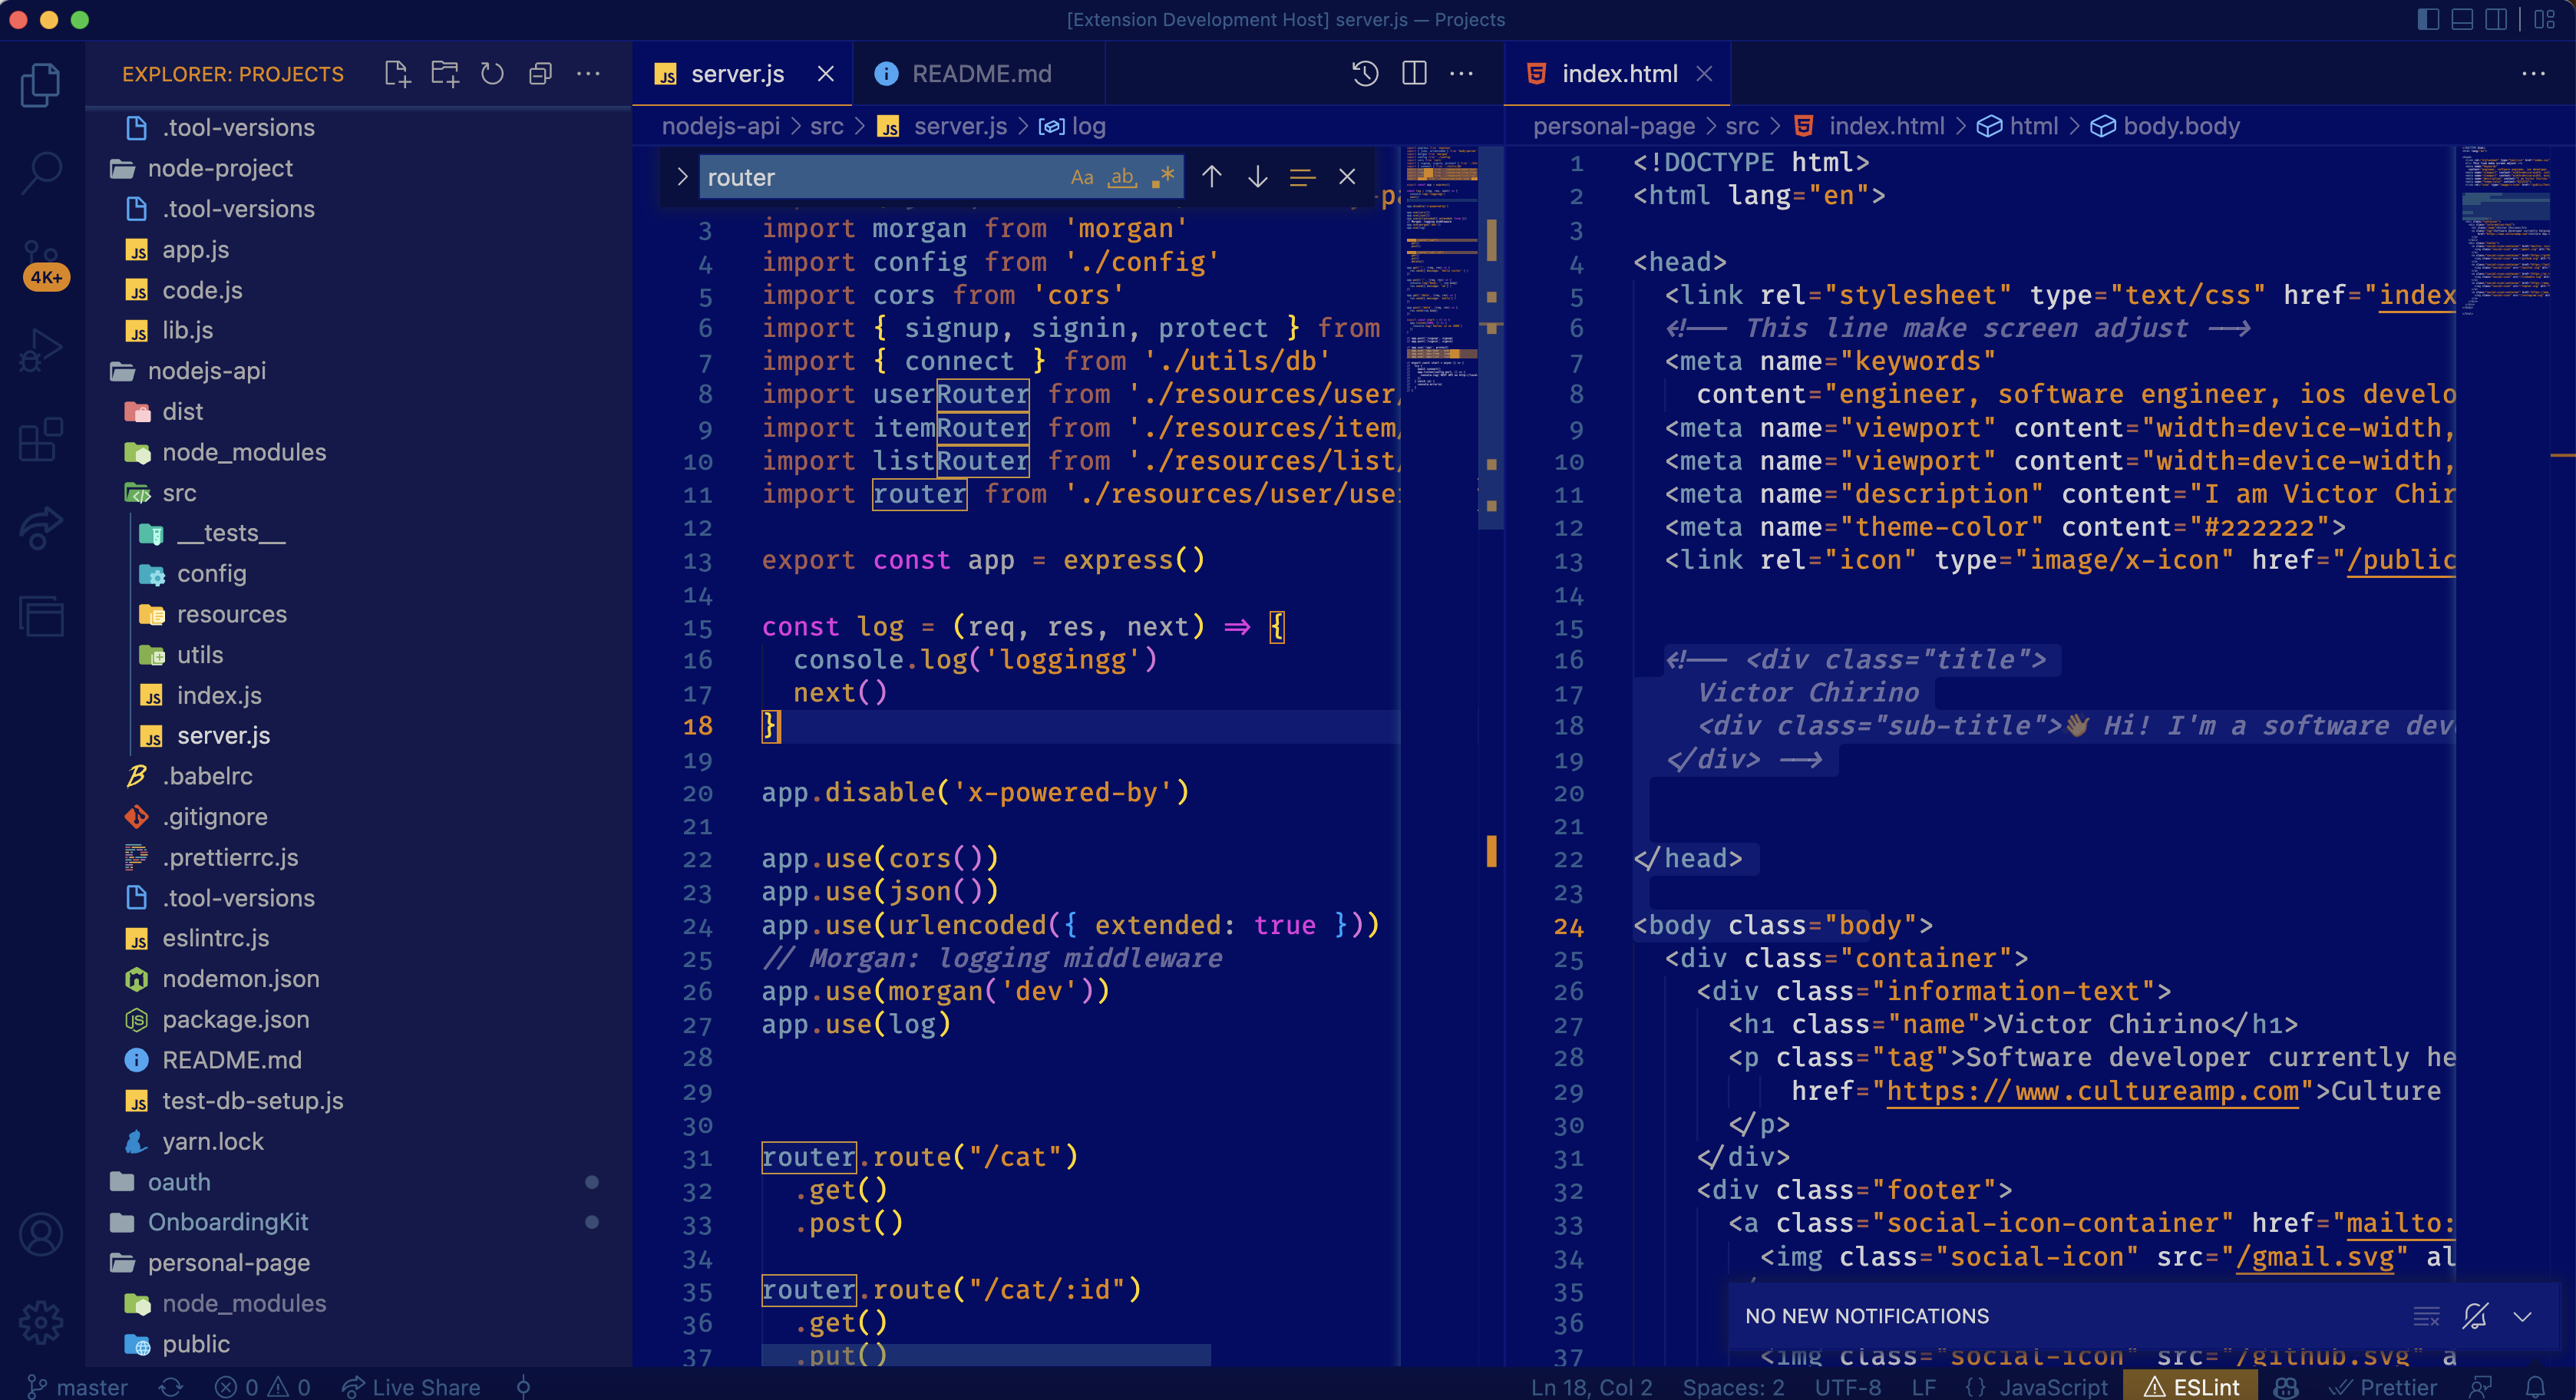 [Extension Development Host] server.js — Projects
EXPLORER: PROJECTS
.tool-versions
node-project
.tool-versions
app.js
code.js
lib.js
nodejs-api
dist
node_modules
src
__tests__
config
resources
utils
index.js
server.js
.babelrc
.gitignore
.prettierrc.js
.tool-versions
eslintrc.js
nodemon.json
package.json
README.md
test-db-setup.js
yarn.lock
oauth
OnboardingKit
personal-page
node_modules
public
4K+
server.js
README.md
nodejs-api > src > server.js > log
router
Aa ab .*
3 import morgan from 'morgan'
4 import config from './config'
5 import cors from 'cors'
6 import { signup, signin, protect } from
7 import { connect } from './utils/db'
8 import userRouter from './resources/user/
9 import itemRouter from './resources/item/
10 import listRouter from './resources/list/
11 import router from './resources/user/use
12
13 export const app = express()
14
15 const log = (req, res, next) => {
16 console.log('loggingg')
17 next()
18 }
19
20 app.disable('x-powered-by')
21
22 app.use(cors())
23 app.use(json())
24 app.use(urlencoded({ extended: true }))
25 // Morgan: logging middleware
26 app.use(morgan('dev'))
27 app.use(log)
28
29
30
31 router.route("/cat")
32 .get()
33 .post()
34
35 router.route("/cat/:id")
36 .get()
37 .put()
index.html
personal-page > src > index.html > html > body.body
1 <!DOCTYPE html>
2 <html lang="en">
3
4 <head>
5 <link rel="stylesheet" type="text/css" href="index
6 <!-- This line make screen adjust -->
7 <meta name="keywords"
8 content="engineer, software engineer, ios develo
9 <meta name="viewport" content="width=device-width,
10 <meta name="viewport" content="width=device-width,
11 <meta name="description" content="I am Victor Chir
12 <meta name="theme-color" content="#222222">
13 <link rel="icon" type="image/x-icon" href="/public
14
15
16 <!-- <div class="title">
17 Victor Chirino
18 <div class="sub-title">👋🏽 Hi! I'm a software dev
19 </div> -->
20
21
22 </head>
23
24 <body class="body">
25 <div class="container">
26 <div class="information-text">
27 <h1 class="name">Victor Chirino</h1>
28 <p class="tag">Software developer currently he
29 href="https://www.cultureamp.com">Culture
30 </p>
31 </div>
32 <div class="footer">
33 <a class="social-icon-container" href="mailto:
34 <img class="social-icon" src="/gmail.svg" al
35
36
37 <img class="social-icon" src="/github.svg" a
NO NEW NOTIFICATIONS
master
0 0
Live Share
Ln 18, Col 2
Spaces: 2
UTF-8
LF
{} JavaScript
ESLint
Prettier